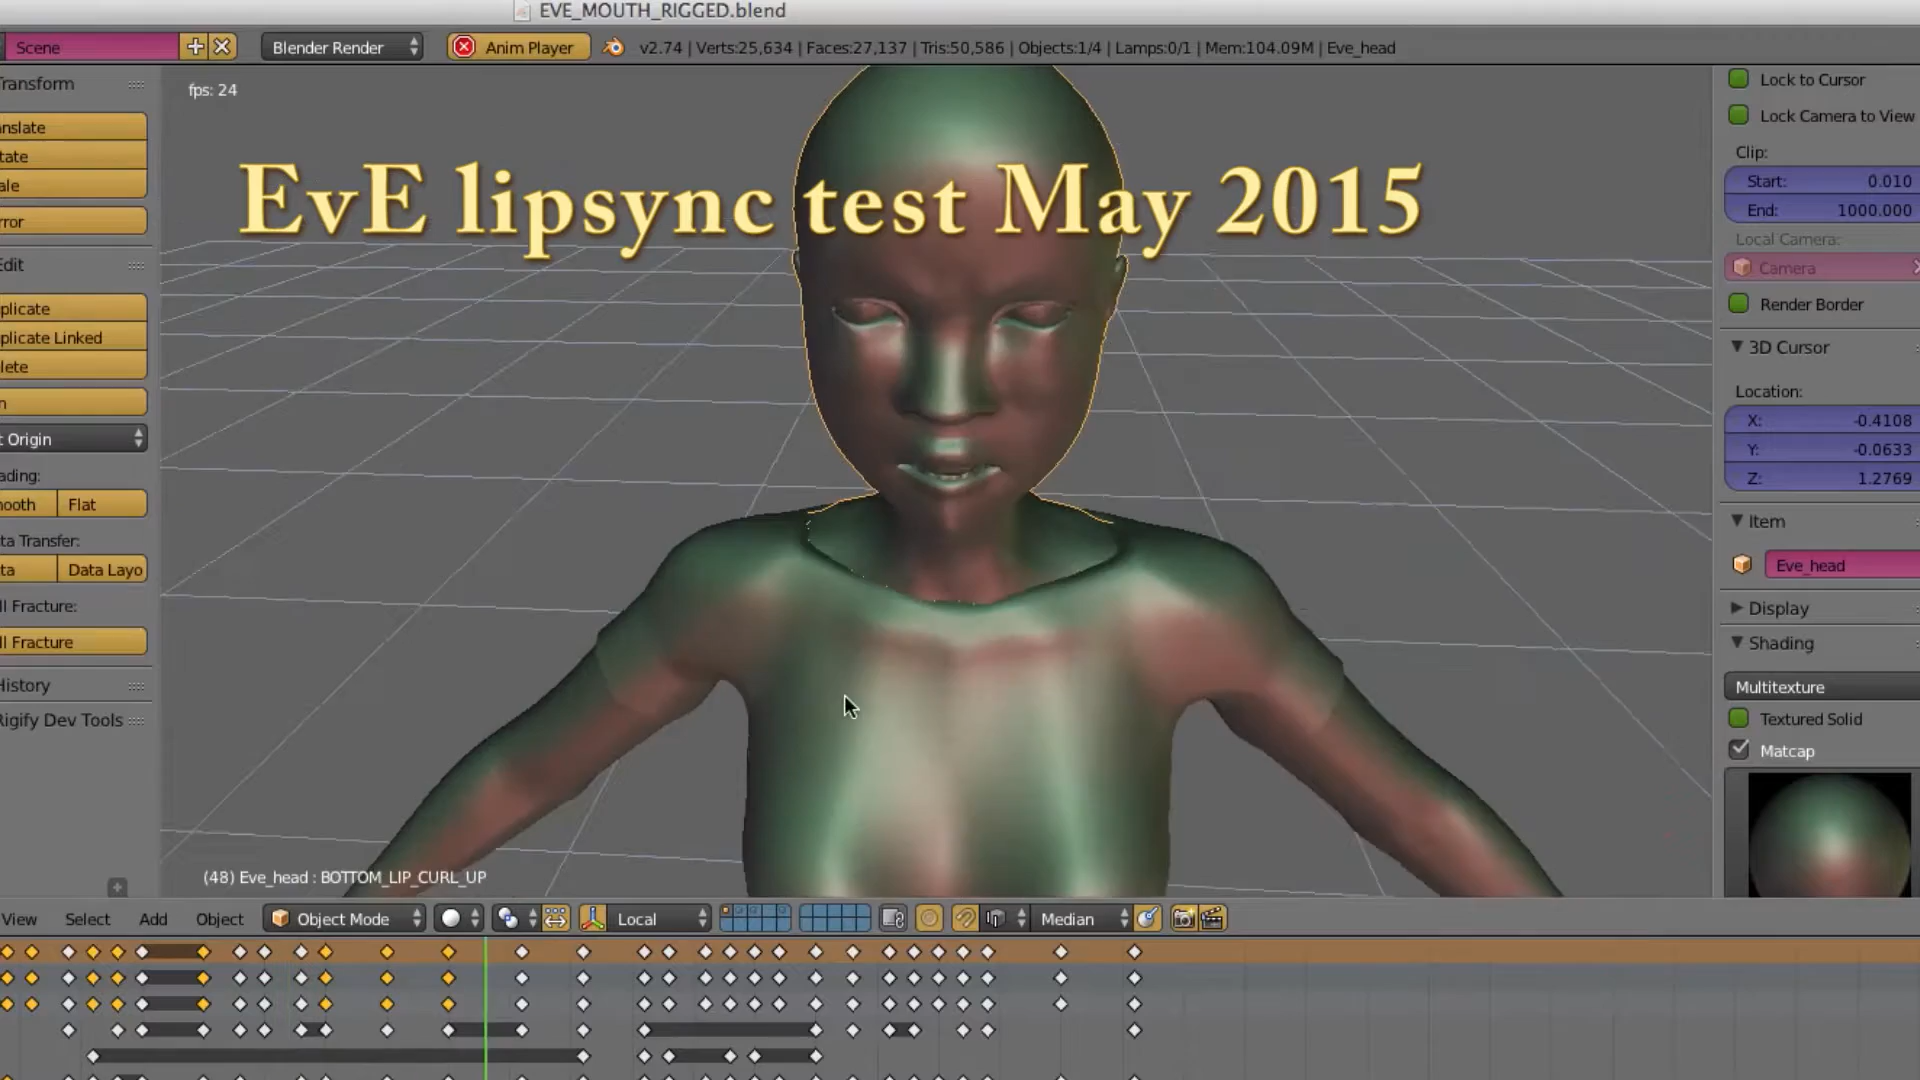 EVE_MOUTH_RIGGED.blend
Scene
Blender Render
Anim Player
v2.74 | Verts:25,634 | Faces:27,137 | Tris:50,586 | Objects:1/4 | Lamps:0/1 | Mem:104.09M | Eve_head
Transform
fps: 24
Lock to Cursor
Lock Camera to View
Clip:
Start: 0.010
End: 1000.000
Local Camera:
Camera
Render Border
3D Cursor
Location:
X: -0.4108
Y: -0.0633
Z: 1.2769
Item
Eve_head
Display
Shading
Multitexture
Textured Solid
Matcap
EvE lipsync test May 2015
nslate
tate
ale
rror
Edit
plicate
plicate Linked
lete
n
t Origin
ading:
ooth
Flat
ta Transfer:
ta
Data Layo
ll Fracture:
ll Fracture
History
Rigify Dev Tools
(48) Eve_head : BOTTOM_LIP_CURL_UP
View
Select
Add
Object
Object Mode
Local
Median